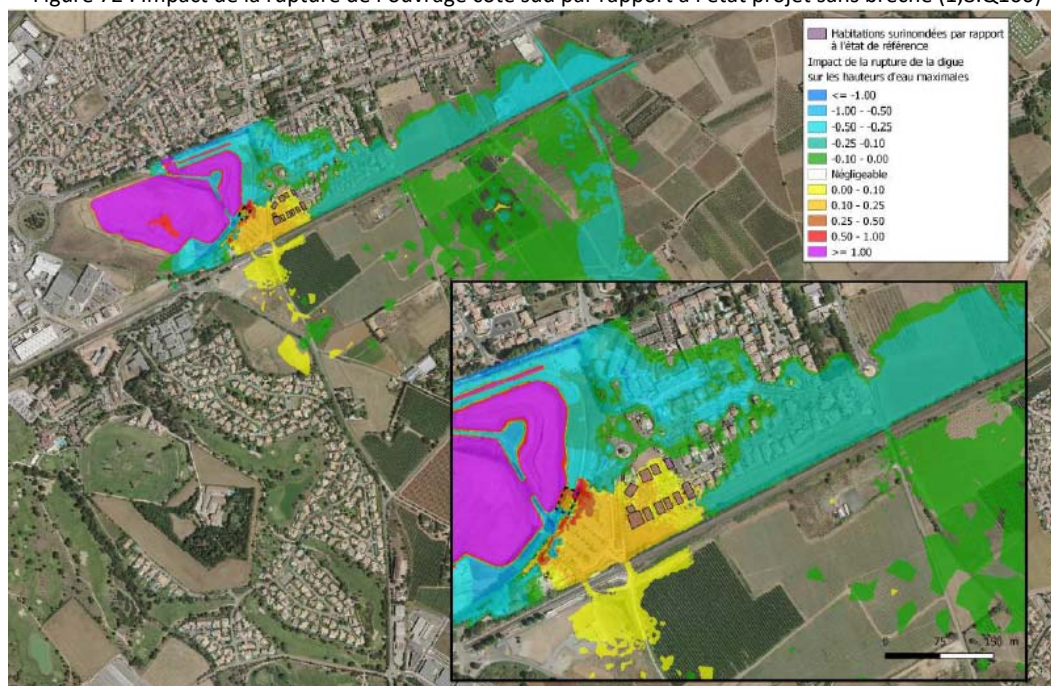 Figure 72 : Impact de la rupture de l'ouvrage côté sud par rapport à l'état projet sans brèche (1,8.Q100)
Habitations surinondées par rapport
à l'état de référence
Impact de la rupture de la digue
sur les hauteurs d'eau maximales
<= -1.00
-1.00 - -0.50
-0.50 - -0.25
-0.25 -0.10
-0.10 - 0.00
Négligeable
0.00 - 0.10
0.10 - 0.25
0.25 - 0.50
0.50 - 1.00
>= 1.00
0 75 150 m